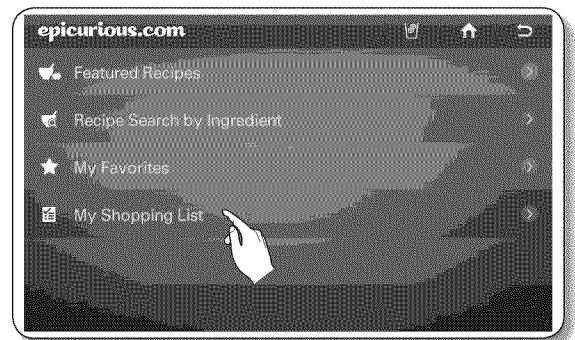 epicurious.com
Featured Recipes
Recipe Search by Ingredient
My Favorites
My Shopping List